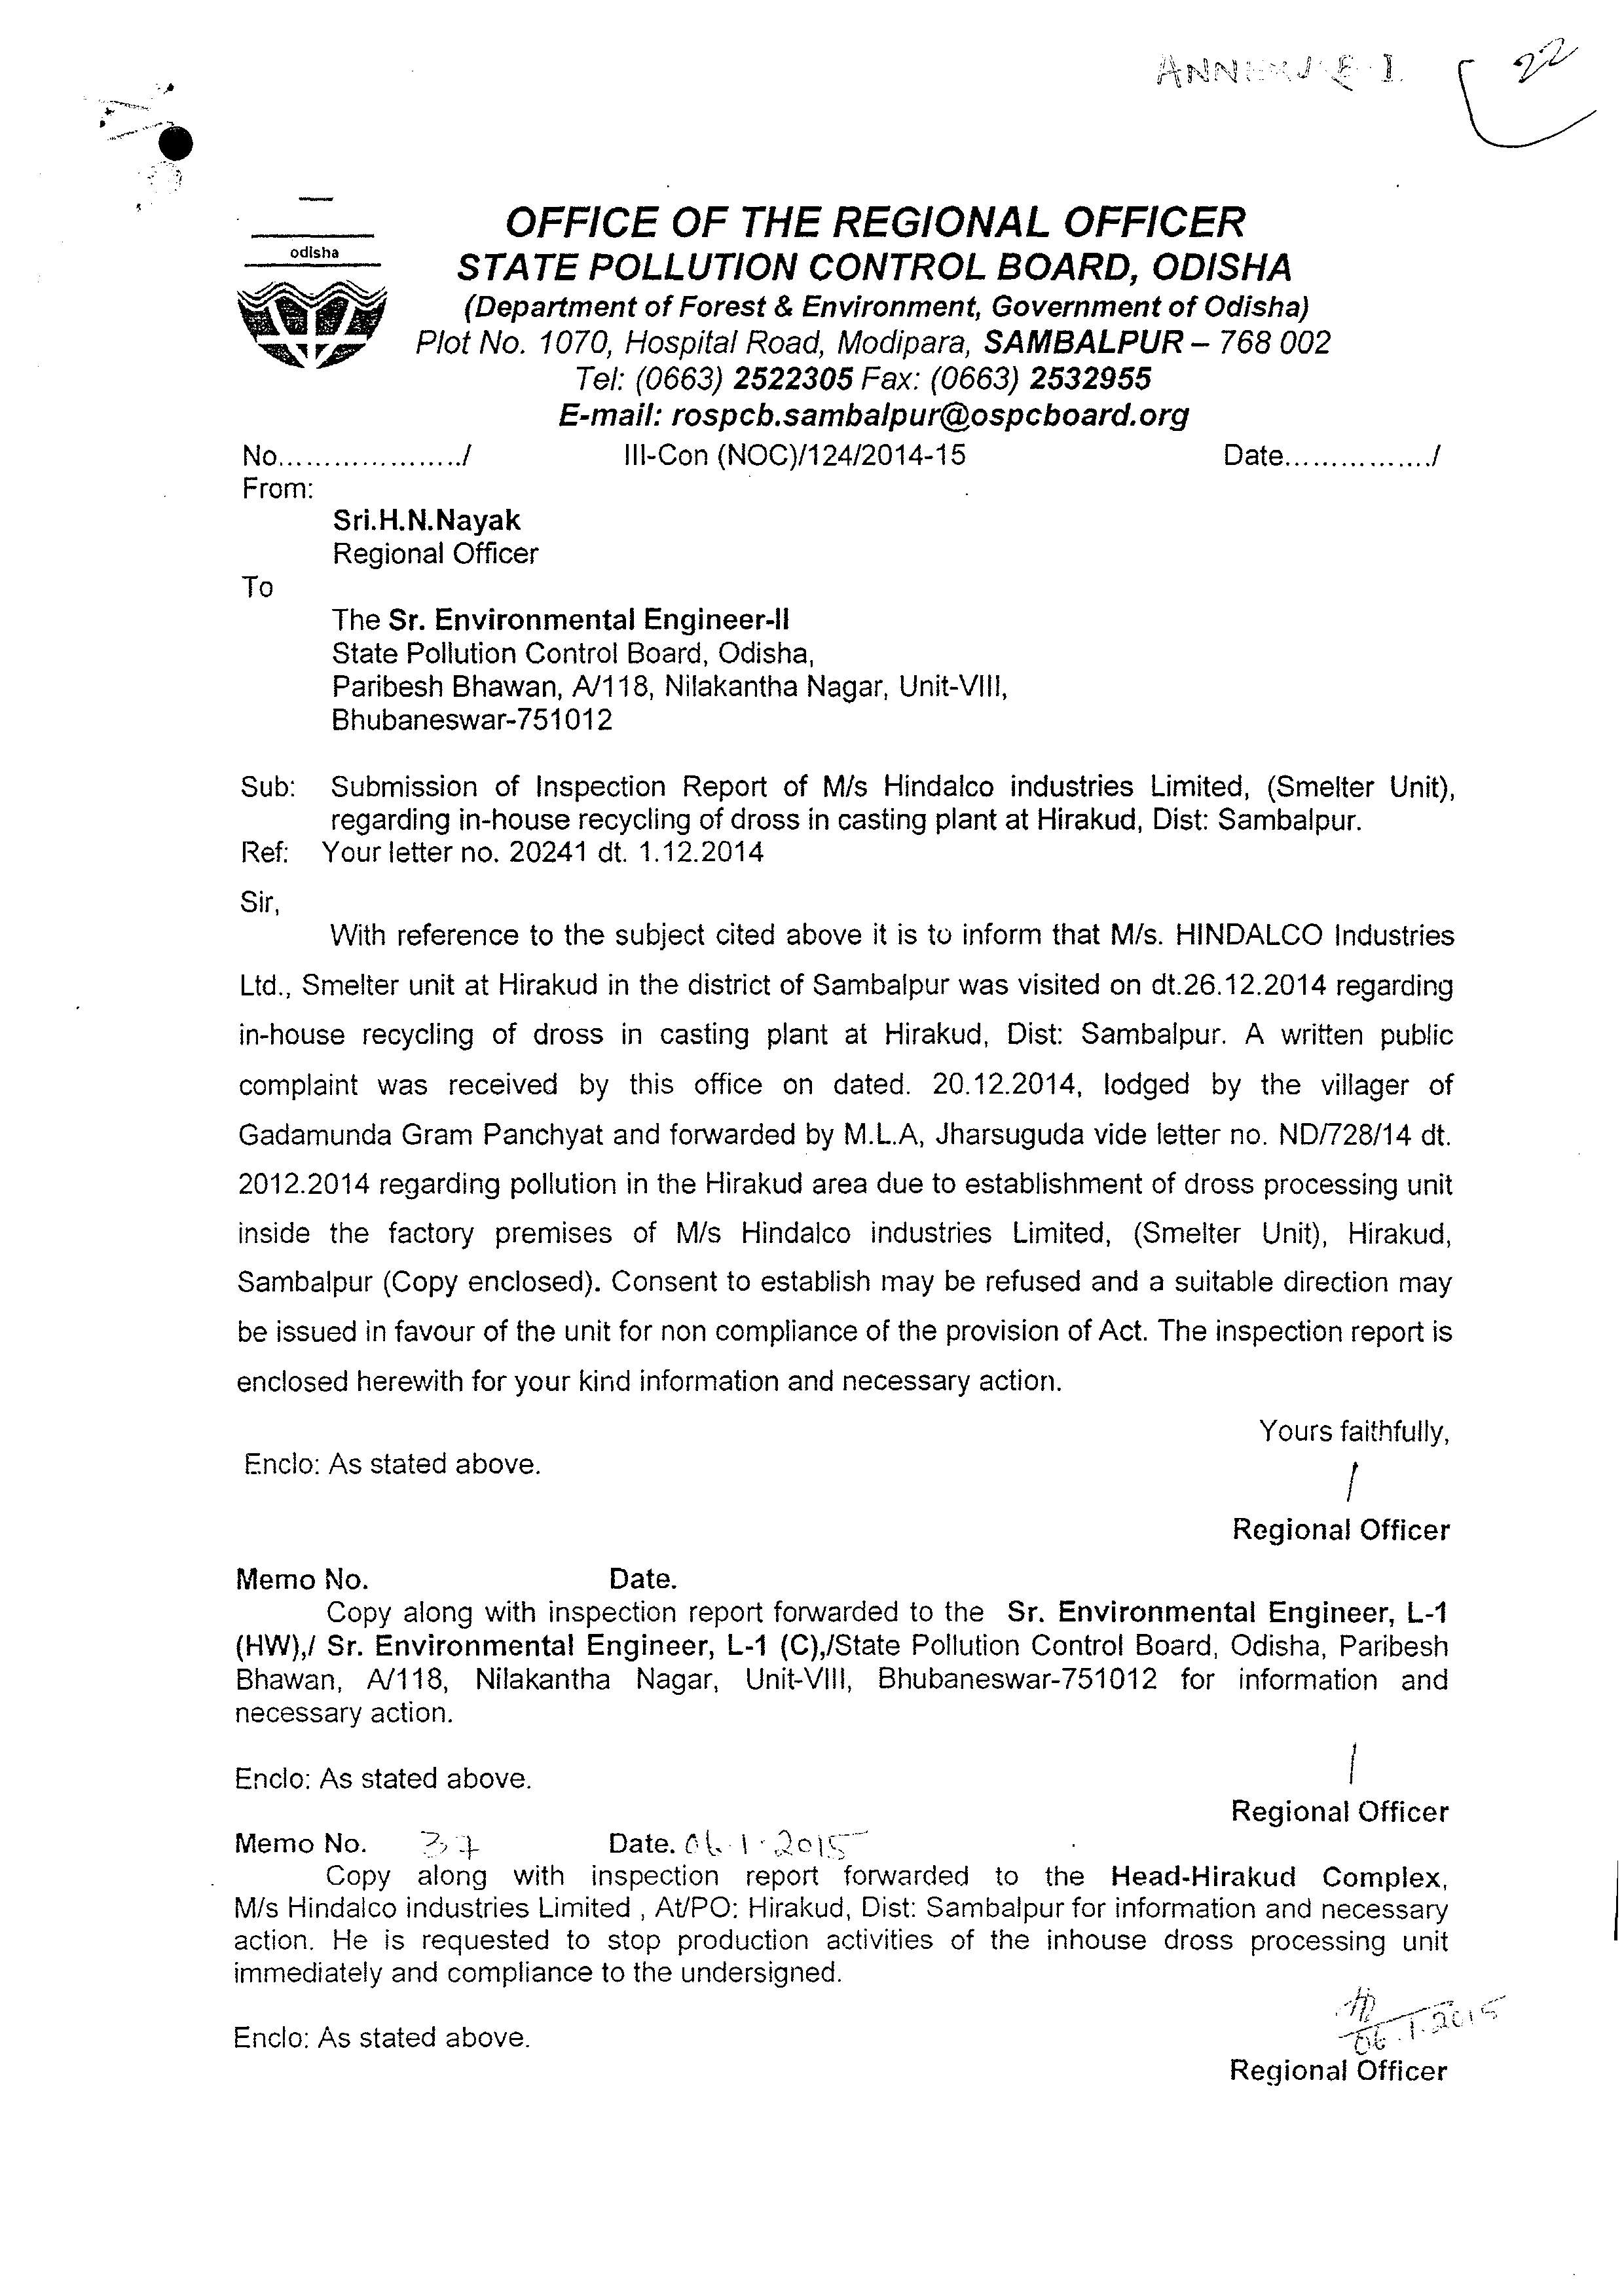 ANNEXURE-1 22
odisha
OFFICE OF THE REGIONAL OFFICER
STATE POLLUTION CONTROL BOARD, ODISHA
(Department of Forest & Environment, Government of Odisha)
Plot No. 1070, Hospital Road, Modipara, SAMBALPUR – 768 002
Tel: (0663) 2522305 Fax: (0663) 2532955
E-mail: rospcb.sambalpur@ospcboard.org
No...................../ III-Con (NOC)/124/2014-15 Date................/
From:
Sri.H.N.Nayak
Regional Officer
To
The Sr. Environmental Engineer-II
State Pollution Control Board, Odisha,
Paribesh Bhawan, A/118, Nilakantha Nagar, Unit-VIII,
Bhubaneswar-751012
Sub: Submission of Inspection Report of M/s Hindalco industries Limited, (Smelter Unit),
regarding in-house recycling of dross in casting plant at Hirakud, Dist: Sambalpur.
Ref: Your letter no. 20241 dt. 1.12.2014
Sir,
With reference to the subject cited above it is to inform that M/s. HINDALCO Industries
Ltd., Smelter unit at Hirakud in the district of Sambalpur was visited on dt.26.12.2014 regarding
in-house recycling of dross in casting plant at Hirakud, Dist: Sambalpur. A written public
complaint was received by this office on dated. 20.12.2014, lodged by the villager of
Gadamunda Gram Panchyat and forwarded by M.L.A, Jharsuguda vide letter no. ND/728/14 dt.
2012.2014 regarding pollution in the Hirakud area due to establishment of dross processing unit
inside the factory premises of M/s Hindalco industries Limited, (Smelter Unit), Hirakud,
Sambalpur (Copy enclosed). Consent to establish may be refused and a suitable direction may
be issued in favour of the unit for non compliance of the provision of Act. The inspection report is
enclosed herewith for your kind information and necessary action.
Yours faithfully,
Enclo: As stated above.
Regional Officer
Memo No. Date.
Copy along with inspection report forwarded to the Sr. Environmental Engineer, L-1
(HW),/ Sr. Environmental Engineer, L-1 (C),/State Pollution Control Board, Odisha, Paribesh
Bhawan, A/118, Nilakantha Nagar, Unit-VIII, Bhubaneswar-751012 for information and
necessary action.
Enclo: As stated above.
Regional Officer
Memo No. 37 Date. 06.1.2015
Copy along with inspection report forwarded to the Head-Hirakud Complex,
M/s Hindalco industries Limited , At/PO: Hirakud, Dist: Sambalpur for information and necessary
action. He is requested to stop production activities of the inhouse dross processing unit
immediately and compliance to the undersigned.
06.1.2015
Enclo: As stated above.
Regional Officer